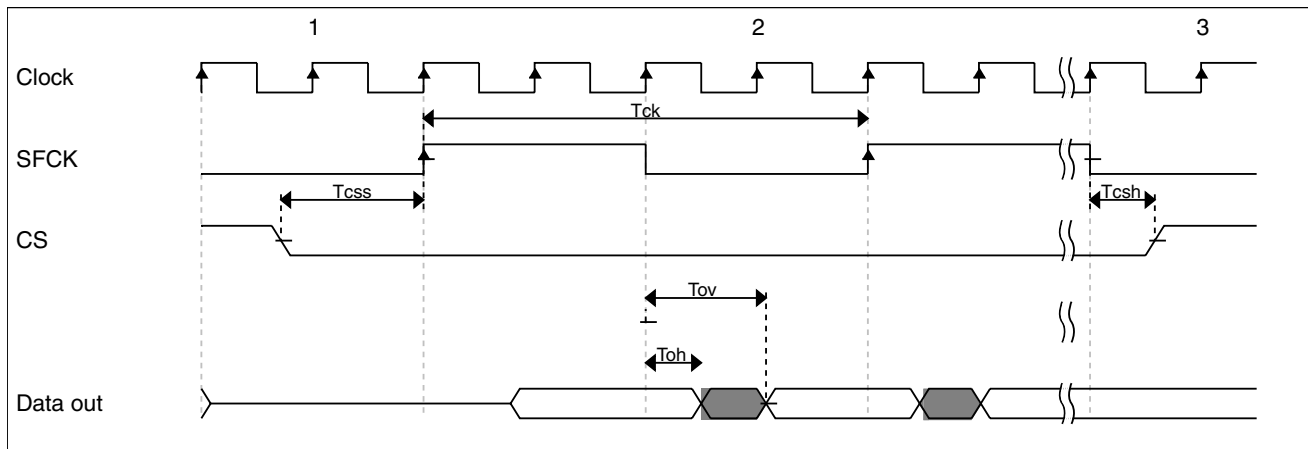 1 2 3
Clock
Tck
SFCK
Tcss Tcsh
CS
Tov
Toh
Data out